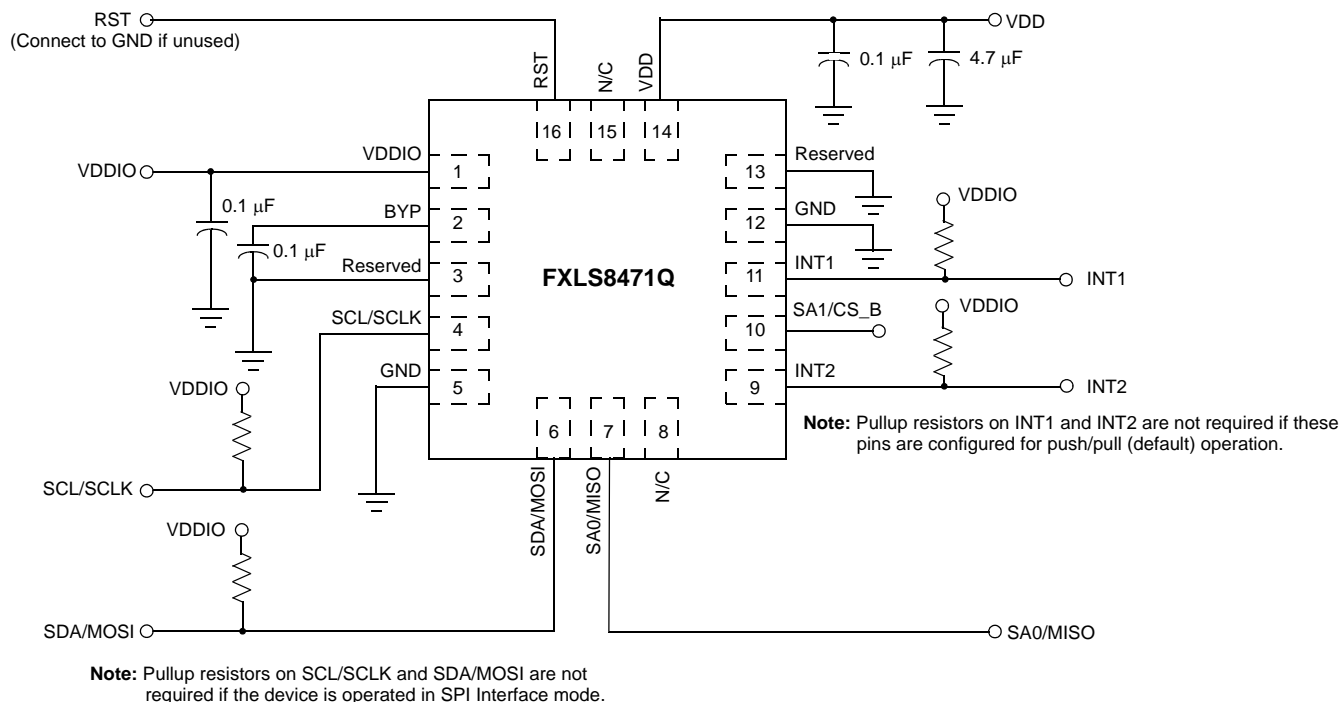 RST
(Connect to GND if unused)
VDD
0.1 μF
4.7 μF
RST
N/C
VDD
16
15
14
VDDIO
VDDIO
1
0.1 μF
BYP
2
0.1 μF
Reserved
3
SCL/SCLK
4
GND
5
FXLS8471Q
13
Reserved
12
GND
VDDIO
11
INT1
INT1
10
SA1/CS_B
VDDIO
9
INT2
INT2
Note: Pullup resistors on INT1 and INT2 are not required if these
pins are configured for push/pull (default) operation.
6
7
8
SDA/MOSI
SA0/MISO
N/C
VDDIO
SCL/SCLK
VDDIO
SDA/MOSI
SA0/MISO
Note: Pullup resistors on SCL/SCLK and SDA/MOSI are not
required if the device is operated in SPI Interface mode.